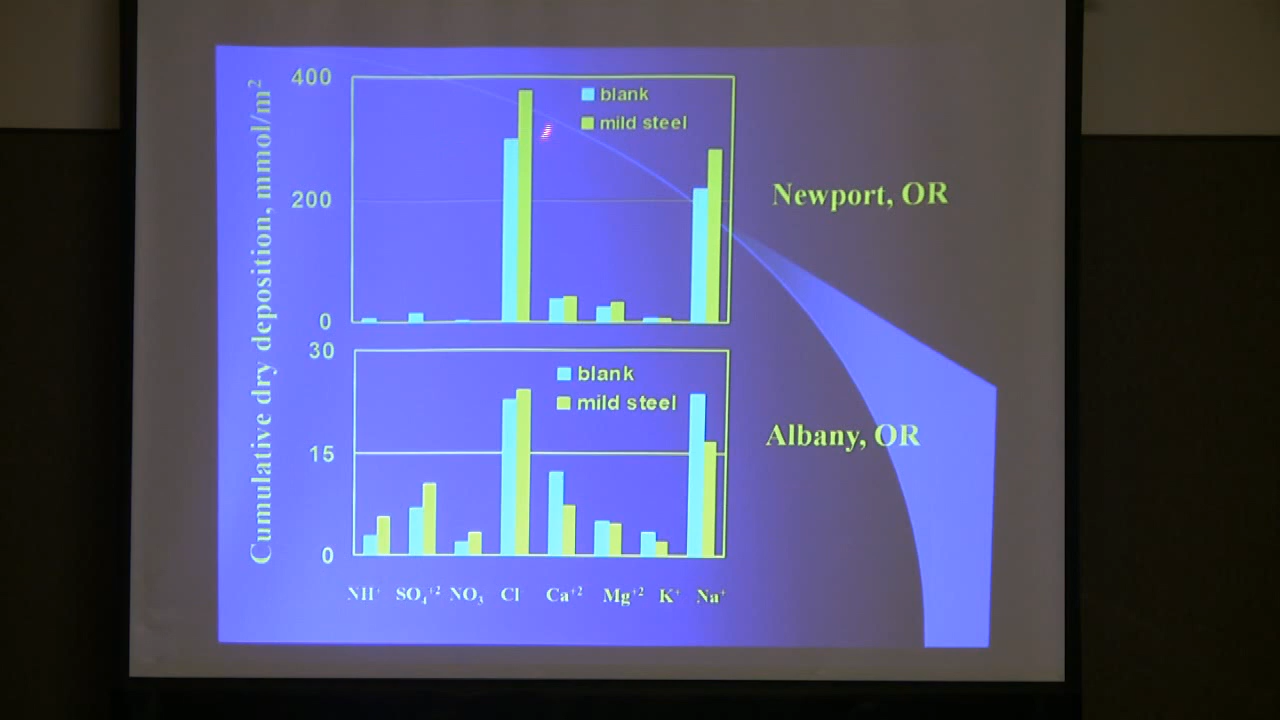 Cumulative dry deposition, mmol/m²
400
blank
mild steel
200
Newport, OR
0
30
blank
mild steel
Albany, OR
15
0
NH⁺ SO₄⁺² NO₃ Cl Ca⁺² Mg⁺² K⁺ Na⁺